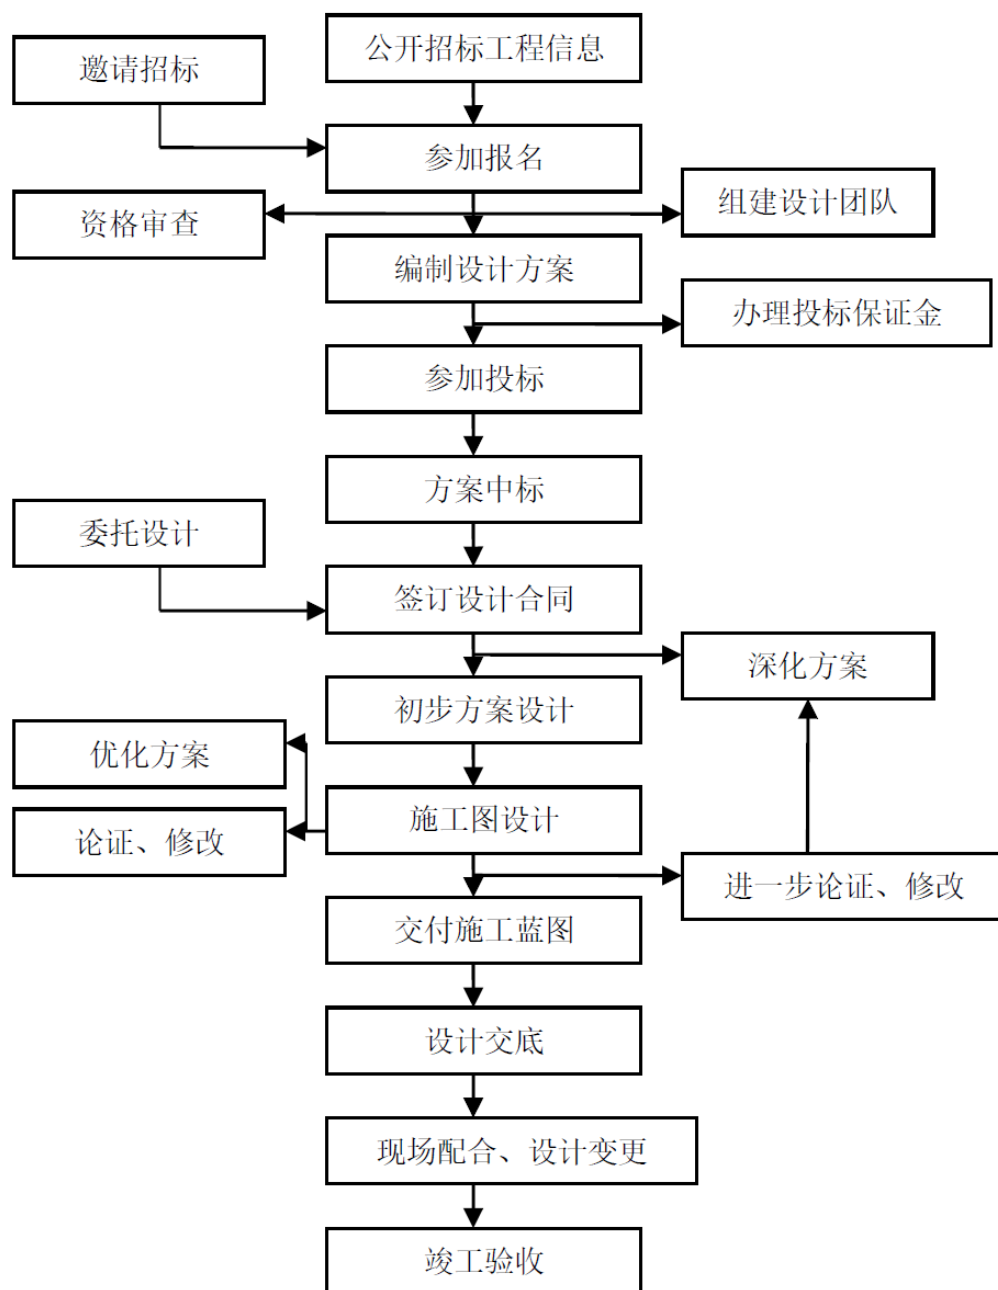 公开招标工程信息
邀请招标
参加报名
资格审查
组建设计团队
编制设计方案
办理投标保证金
参加投标
方案中标
委托设计
签订设计合同
深化方案
初步方案设计
优化方案
施工图设计
论证、修改
进一步论证、修改
交付施工蓝图
设计交底
现场配合、设计变更
竣工验收